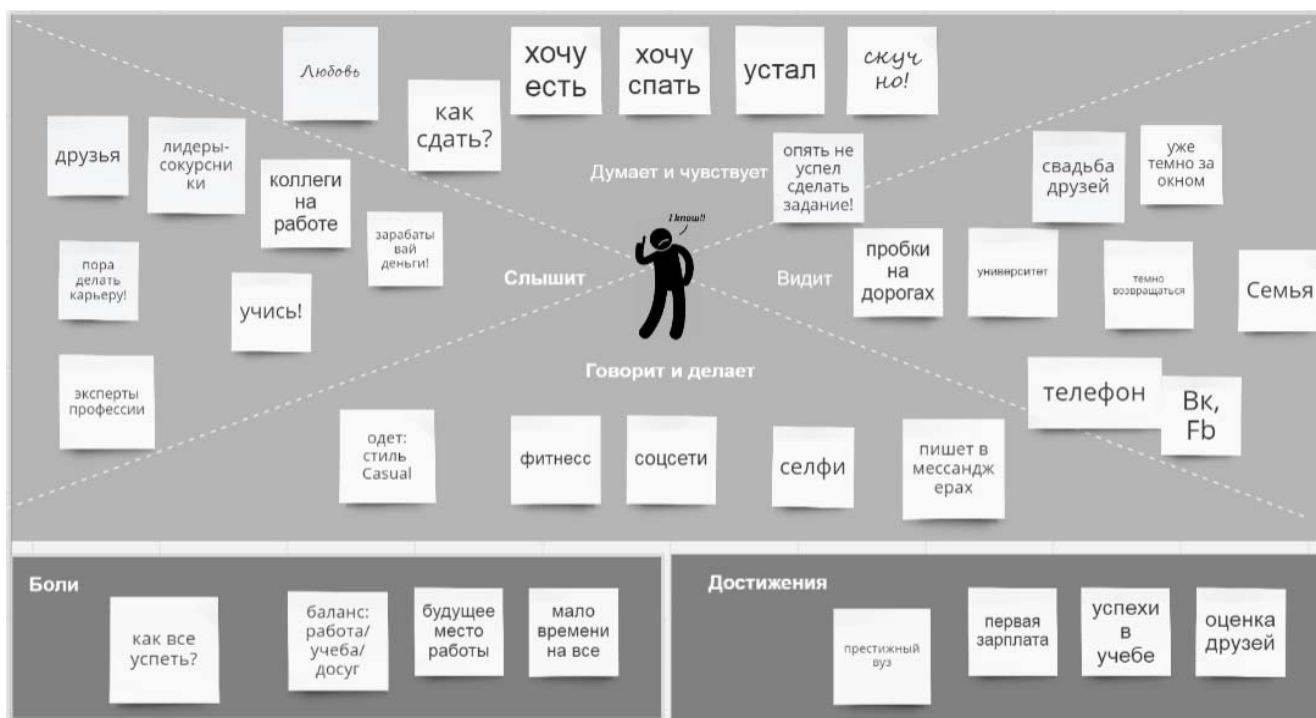 Любовь
как
сдать?
хочу
есть
хочу
спать
устал
скуч
но!
Думает и чувствует
опять не
успел
сделать
задание!
друзья
лидеры-
сокурсни
ки
коллеги
на
работе
зарабаты
вай
деньги!
пора
делать
карьеру!
учись!
эксперты
профессии
Слышит
I know!!
Видит
свадьба
друзей
уже
темно за
окном
пробки
на
дорогах
университет
темно
возвращаться
Семья
телефон
Вк,
Fb
Говорит и делает
одет:
стиль
Casual
фитнесс
соцсети
селфи
пишет в
мессандж
ерах
Боли
как все
успеть?
баланс:
работа/
учеба/
досуг
будущее
место
работы
мало
времени
на все
Достижения
престижный
вуз
первая
зарплата
успехи
в
учебе
оценка
друзей